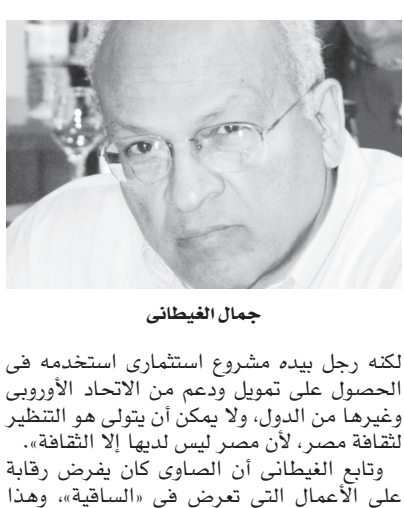 جمال الغيطانى
لكنه رجل بيده مشروع استثمارى استخدمه فى
الحصول على تمويل ودعم من الاتحاد الأوروبى
وغيرها من الدول، ولا يمكن أن يتولى هو التنظير
لثقافة مصر، لأن مصر ليس لديها إلا الثقافة».
وتابع الغيطانى أن الصاوى كان يفرض رقابة
على الأعمال التى تعرض فى «الساقية»، وهذا